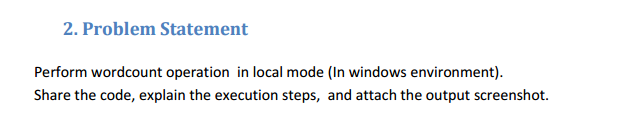 2. Problem Statement
Perform wordcount operation in local mode (In windows environment).
Share the code, explain the execution steps, and attach the output screenshot.